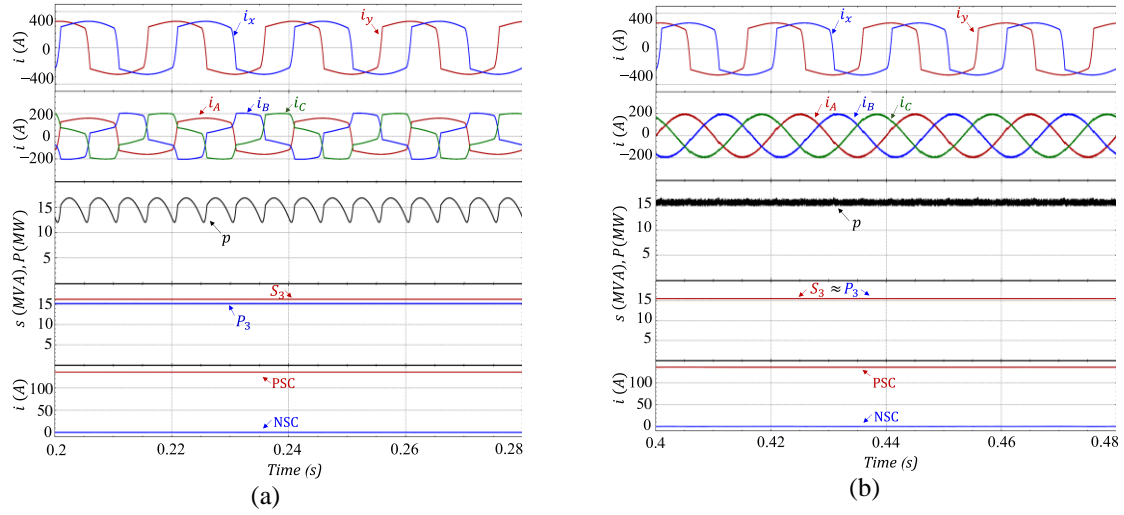 400
0
−400
i (A)
i_x
i_y
200
0
−200
i (A)
i_A
i_B
i_C
15
10
5
p
s (MVA), P(MW)
15
10
5
S_3
P_3
100
50
0
i (A)
PSC
NSC
0.2
0.22
0.24
0.26
0.28
Time (s)
(a)
400
0
−400
i (A)
i_x
i_y
200
0
−200
i (A)
i_A
i_B
i_C
15
10
5
p
s (MVA), P(MW)
15
10
5
S_3 ≈ P_3
100
50
0
i (A)
PSC
NSC
0.4
0.42
0.44
0.46
0.48
Time (s)
(b)